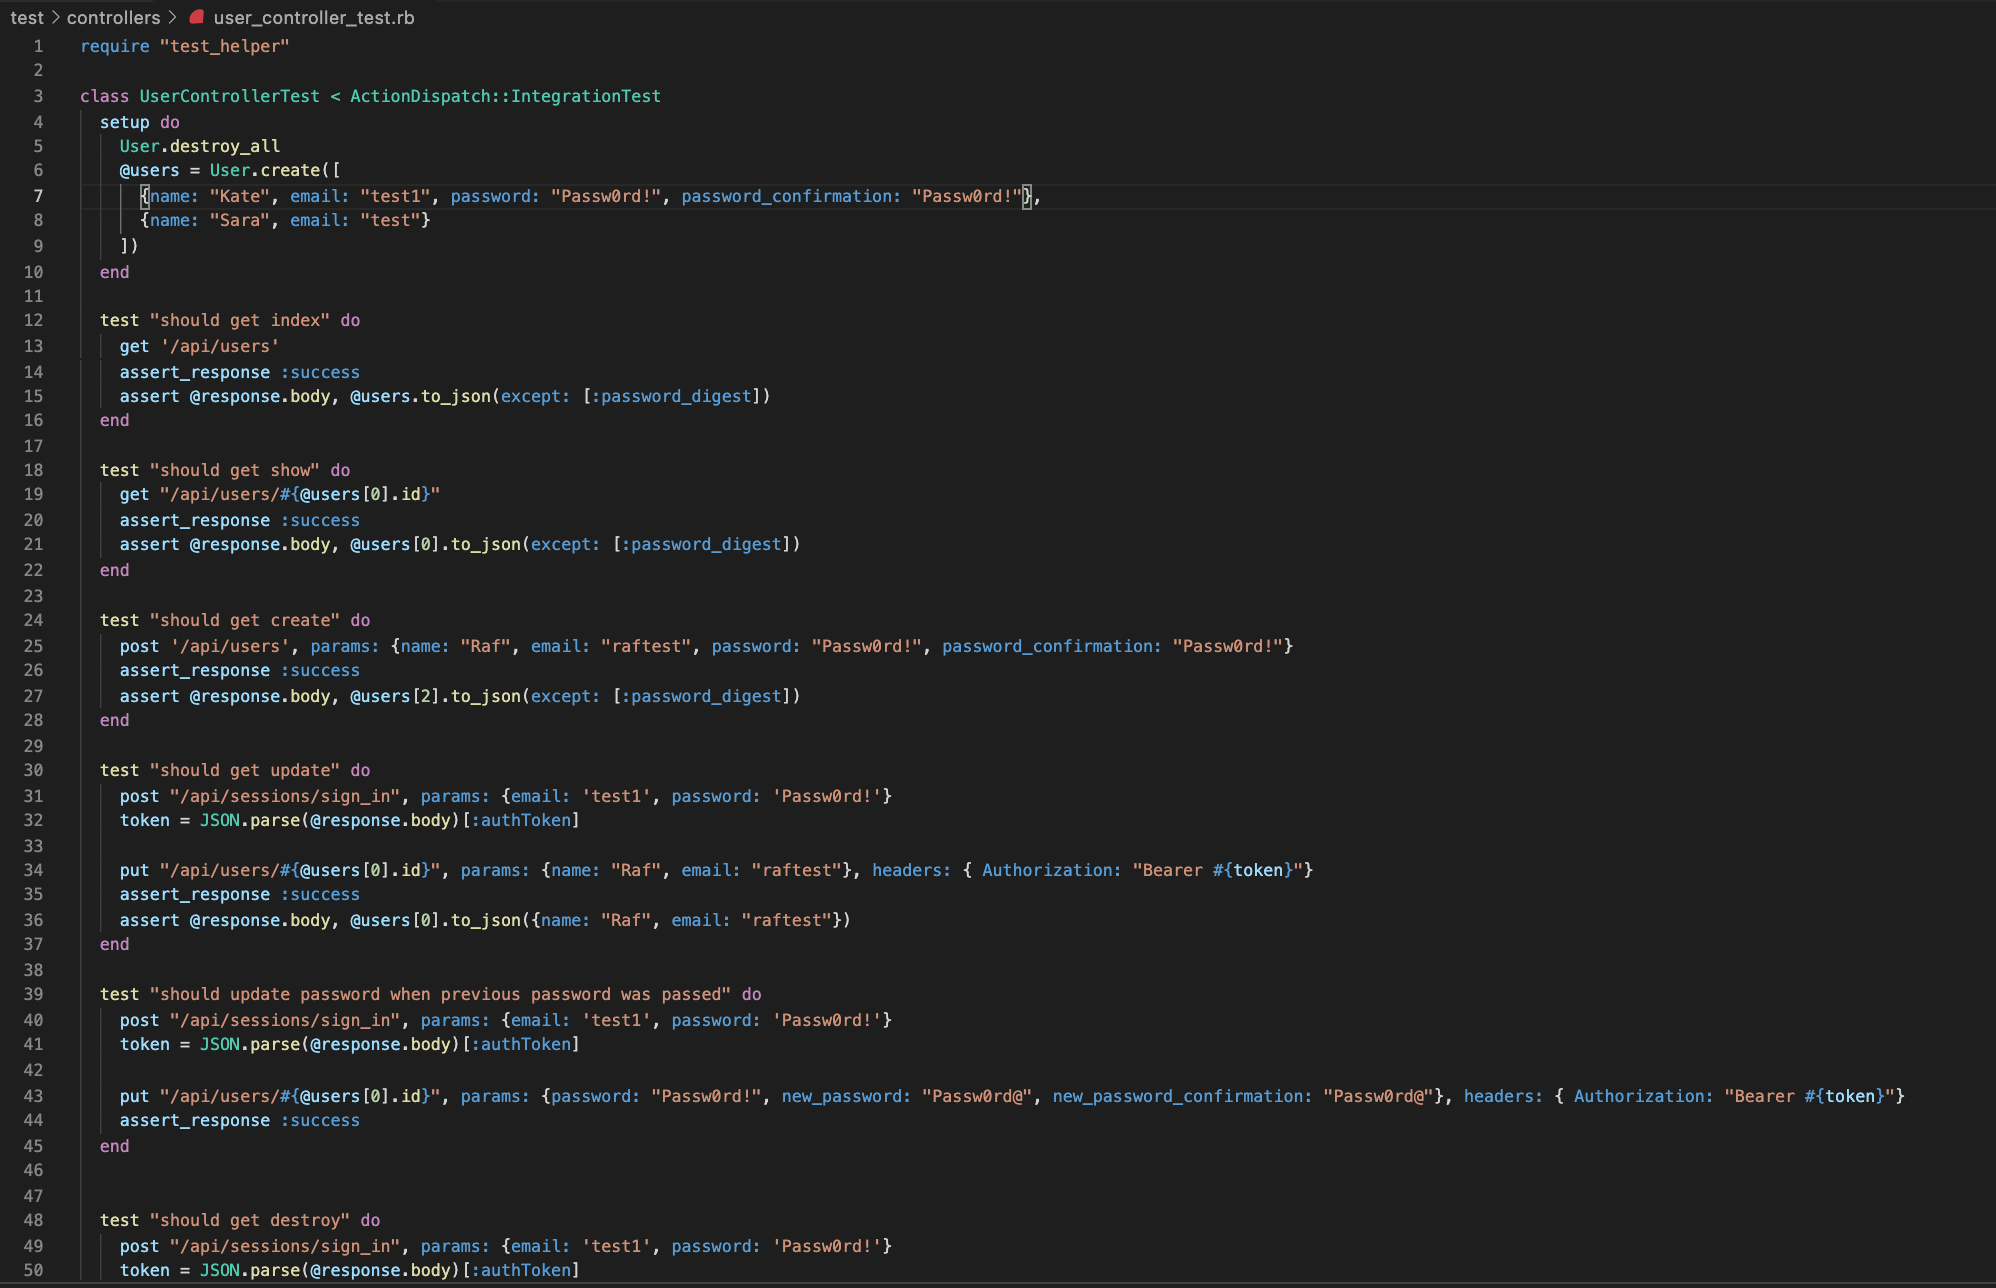 test > controllers > user_controller_test.rb
1 require "test_helper"
2
3 class UserControllerTest < ActionDispatch::IntegrationTest
4 setup do
5 User.destroy_all
6 @users = User.create([
7 {name: "Kate", email: "test1", password: "Passw0rd!", password_confirmation: "Passw0rd!"},
8 {name: "Sara", email: "test"}
9 ])
10 end
11
12 test "should get index" do
13 get '/api/users'
14 assert_response :success
15 assert @response.body, @users.to_json(except: [:password_digest])
16 end
17
18 test "should get show" do
19 get "/api/users/#{@users[0].id}"
20 assert_response :success
21 assert @response.body, @users[0].to_json(except: [:password_digest])
22 end
23
24 test "should get create" do
25 post '/api/users', params: {name: "Raf", email: "raftest", password: "Passw0rd!", password_confirmation: "Passw0rd!"}
26 assert_response :success
27 assert @response.body, @users[2].to_json(except: [:password_digest])
28 end
29
30 test "should get update" do
31 post "/api/sessions/sign_in", params: {email: 'test1', password: 'Passw0rd!'}
32 token = JSON.parse(@response.body)[:authToken]
33
34 put "/api/users/#{@users[0].id}", params: {name: "Raf", email: "raftest"}, headers: { Authorization: "Bearer #{token}"}
35 assert_response :success
36 assert @response.body, @users[0].to_json({name: "Raf", email: "raftest"})
37 end
38
39 test "should update password when previous password was passed" do
40 post "/api/sessions/sign_in", params: {email: 'test1', password: 'Passw0rd!'}
41 token = JSON.parse(@response.body)[:authToken]
42
43 put "/api/users/#{@users[0].id}", params: {password: "Passw0rd!", new_password: "Passw0rd@", new_password_confirmation: "Passw0rd@"}, headers: { Authorization: "Bearer #{token}"}
44 assert_response :success
45 end
46
47
48 test "should get destroy" do
49 post "/api/sessions/sign_in", params: {email: 'test1', password: 'Passw0rd!'}
50 token = JSON.parse(@response.body)[:authToken]